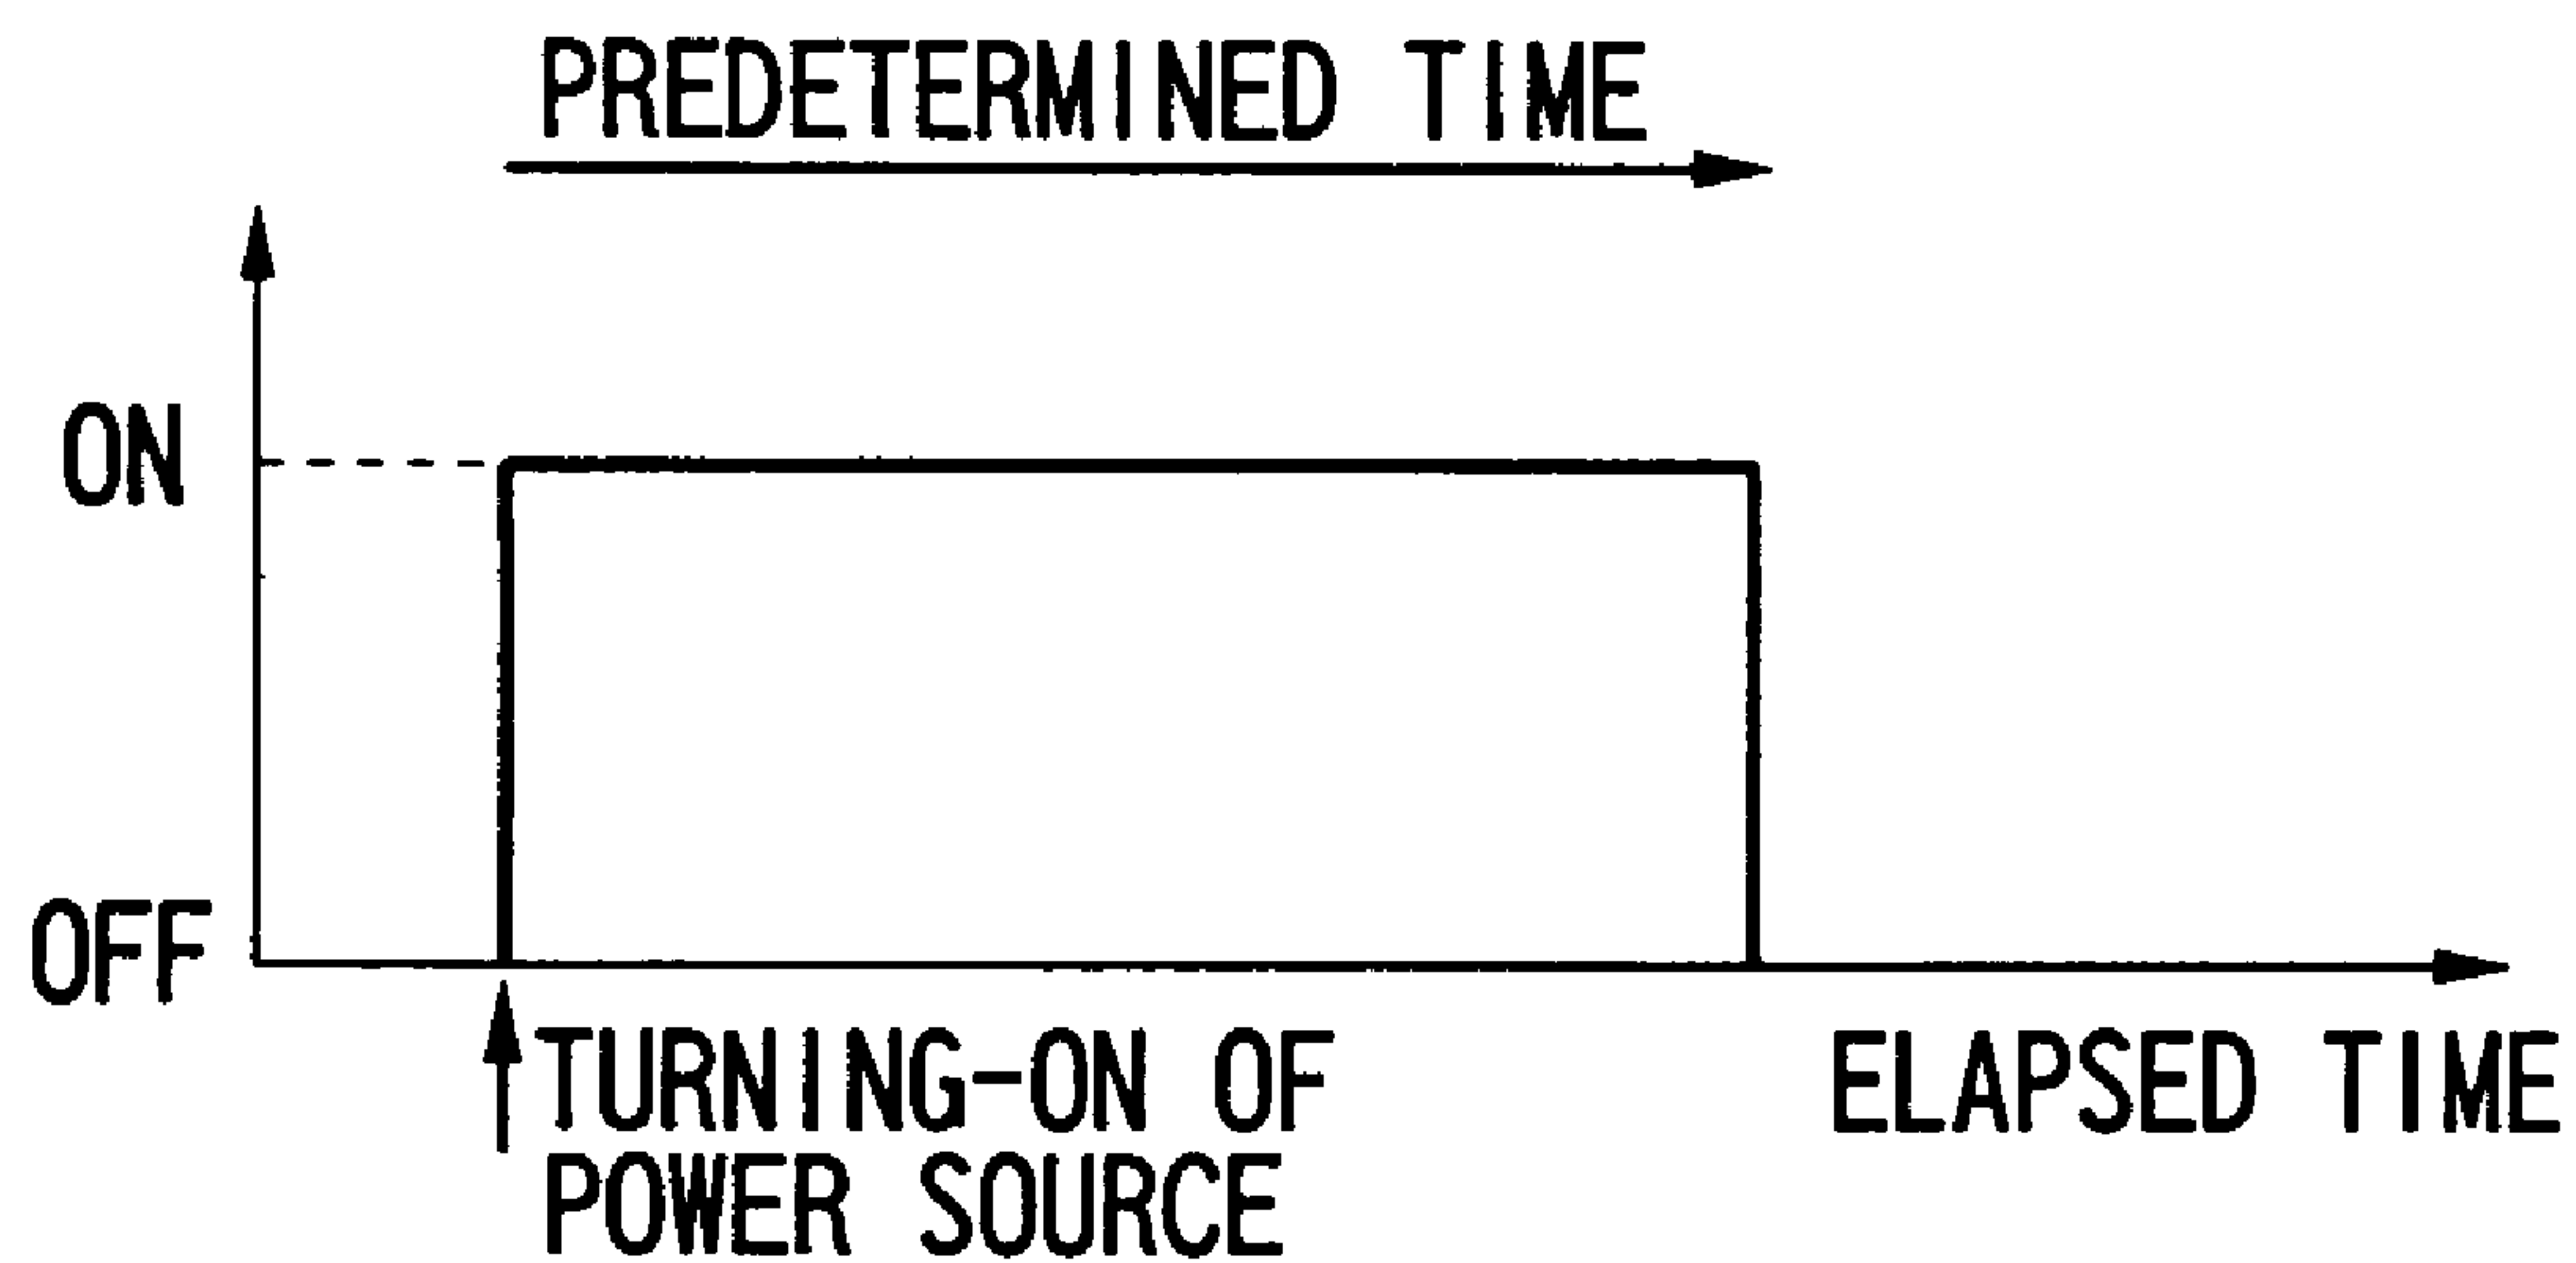 PREDETERMINED TIME
ON
OFF
TURNING-ON OF
POWER SOURCE
ELAPSED TIME